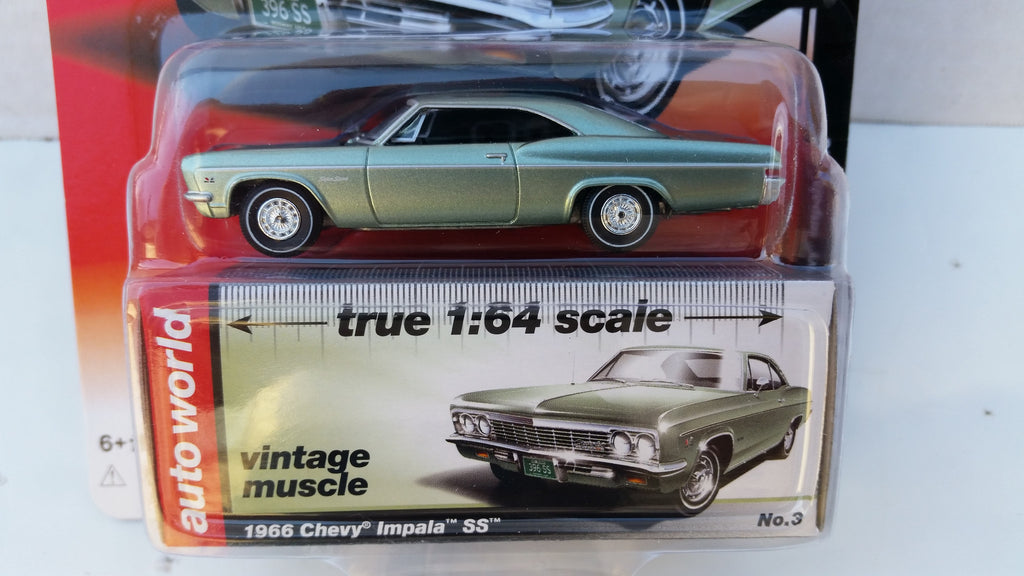 396 SS
true 1:64 scale
auto world
6+
vintage
muscle
396 SS
1966 Chevy® Impala™ SS™
No.3